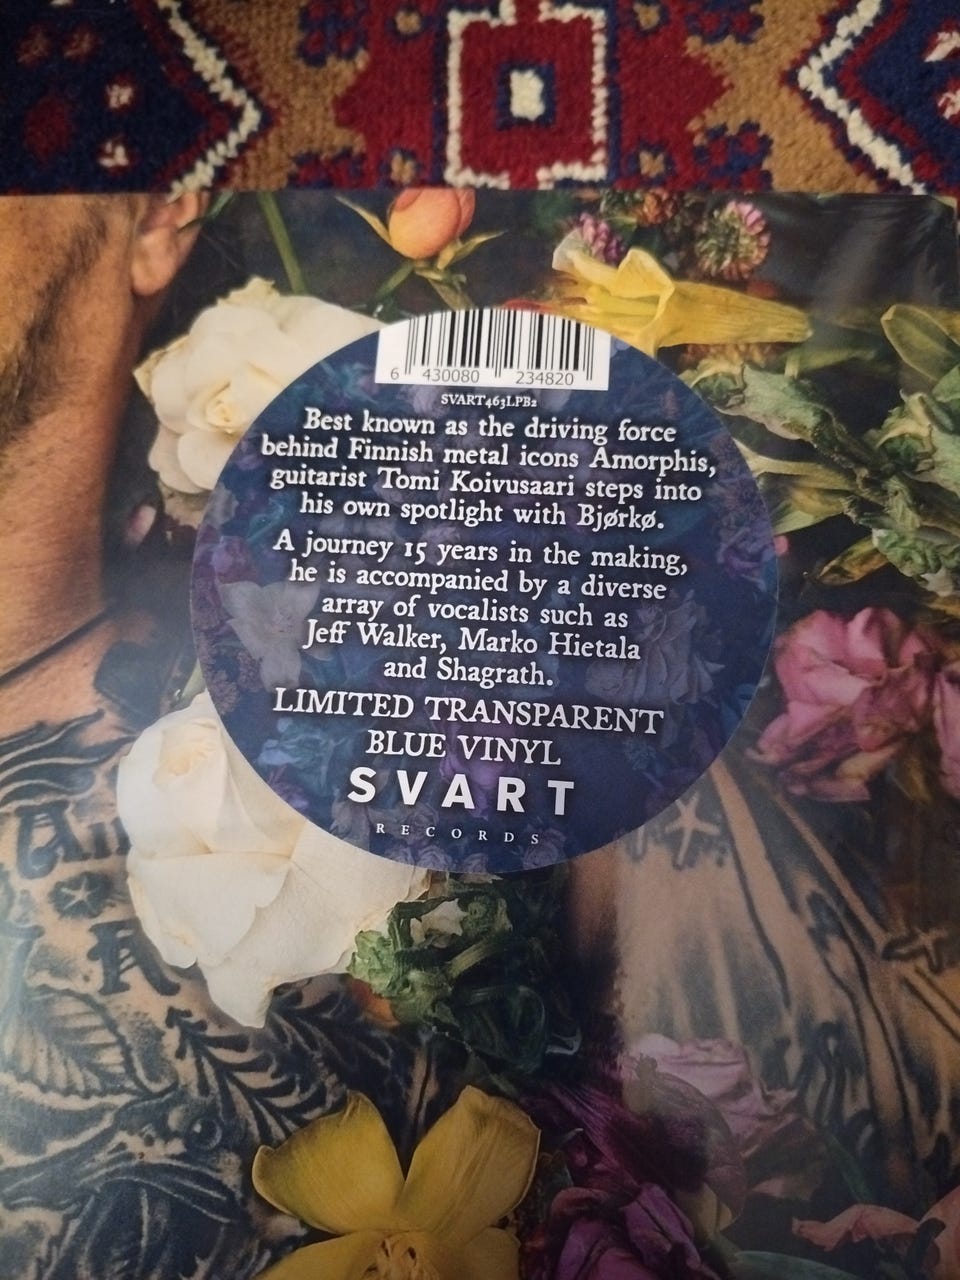 6 430080 234820
SVART463LPB2
Best known as the driving force
behind Finnish metal icons Amorphis,
guitarist Tomi Koivusaari steps into
his own spotlight with Bjørkø.
A journey 15 years in the making,
he is accompanied by a diverse
array of vocalists such as
Jeff Walker, Marko Hietala
and Shagrath.
LIMITED TRANSPARENT
BLUE VINYL
SVART
RECORDS